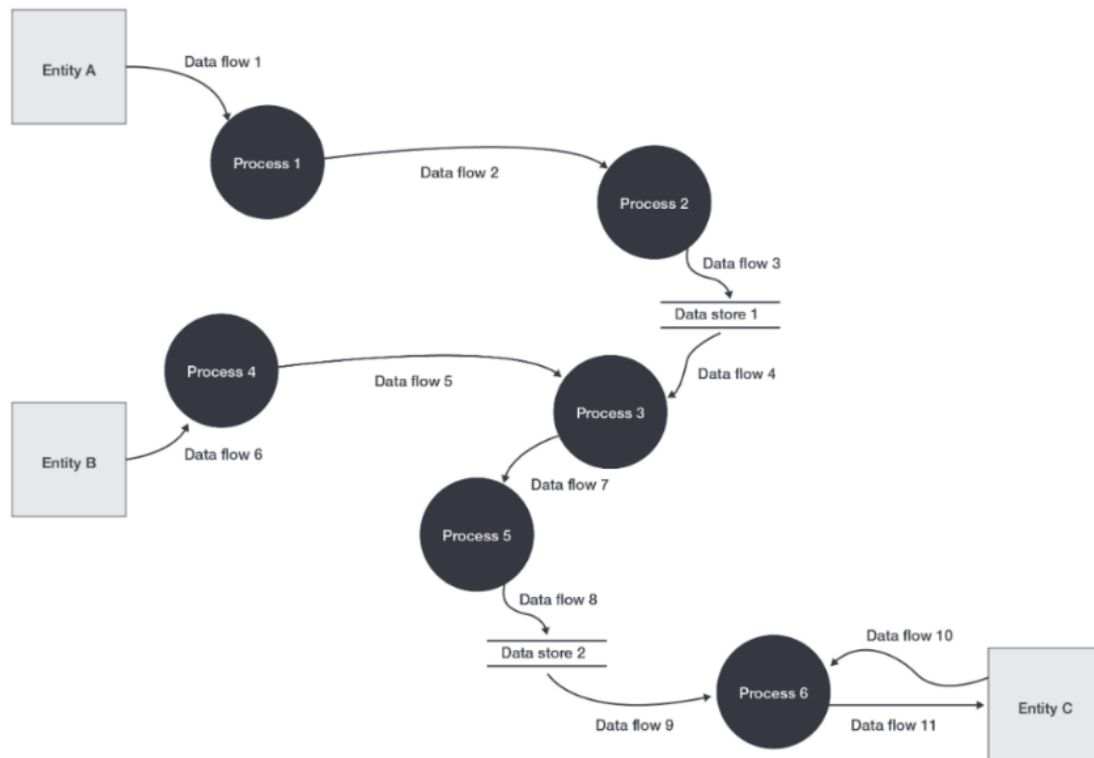 Entity A
Data flow 1
Process 1
Data flow 2
Process 2
Data flow 3
Data store 1
Data flow 4
Process 4
Data flow 5
Process 3
Entity B
Data flow 6
Data flow 7
Process 5
Data flow 8
Data store 2
Data flow 9
Process 6
Data flow 10
Data flow 11
Entity C